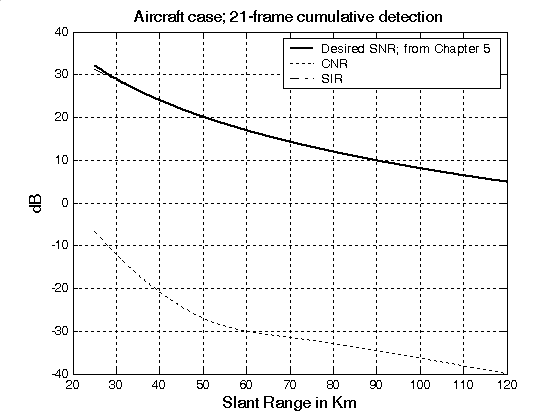 Aircraft case; 21-frame cumulative detection
Desired SNR; from Chapter 5
CNR
SIR
40
30
20
10
0
-10
-20
-30
-40
dB
20 30 40 50 60 70 80 90 100 110 120
Slant Range in Km